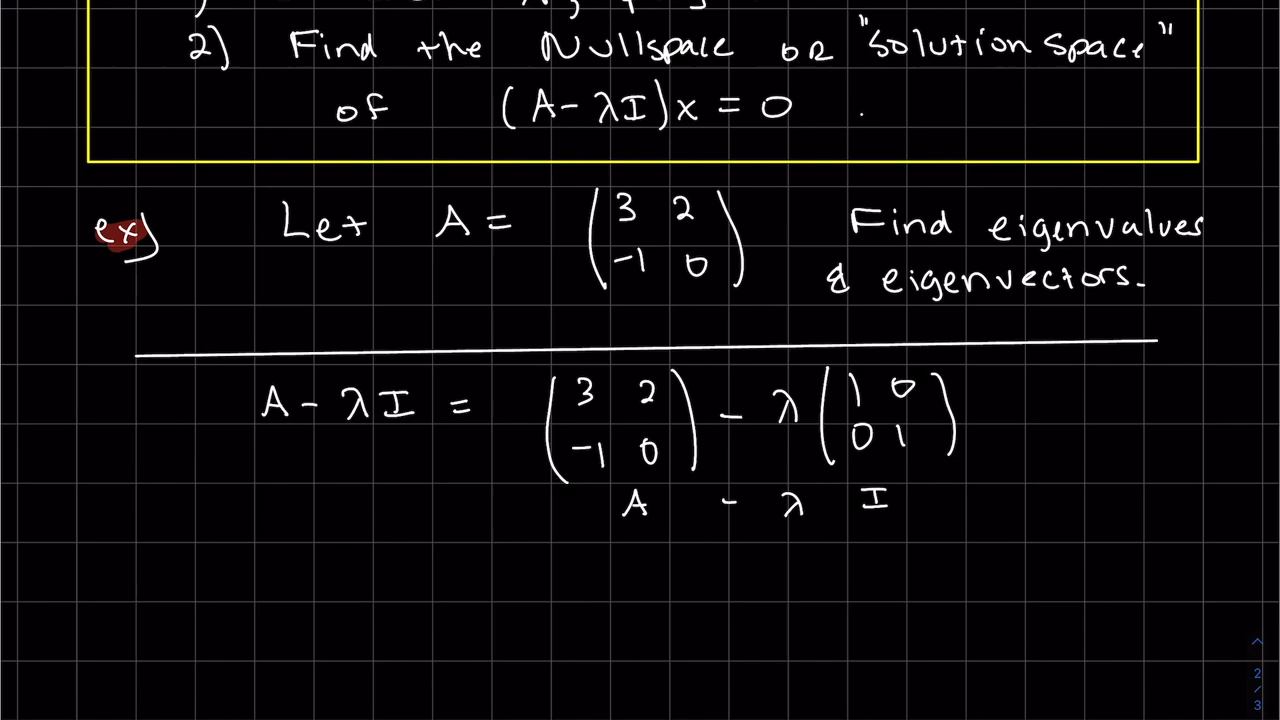 2) Find the Nullspace or "solution space"
of (A - λI)x = 0 .
ex) Let A = (3 2 Find eigenvalues
-1 0) & eigenvectors.
A - λI = (3 2 - λ (1 0
-1 0) 0 1)
A - λ I
^
2
/
3